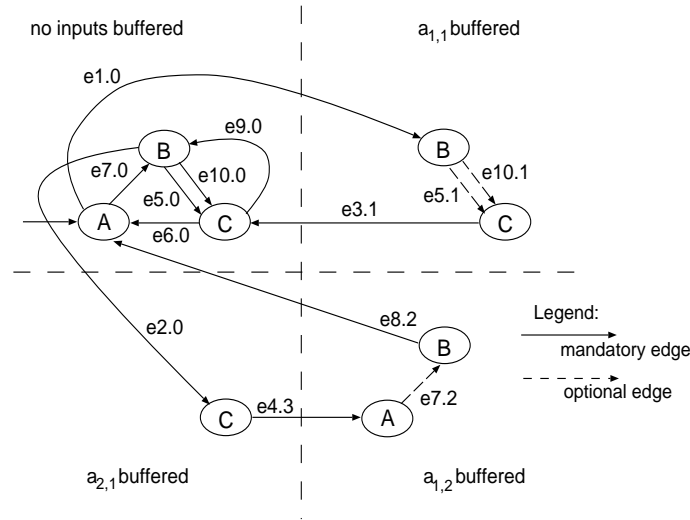 no inputs buffered
a1,1 buffered
e1.0
e9.0
B
B
e7.0
e10.0
e10.1
e5.0
e5.1
A
C
e3.1
C
e6.0
e8.2
Legend:
e2.0
B
mandatory edge
e7.2
optional edge
C
e4.3
A
a2,1 buffered
a1,2 buffered